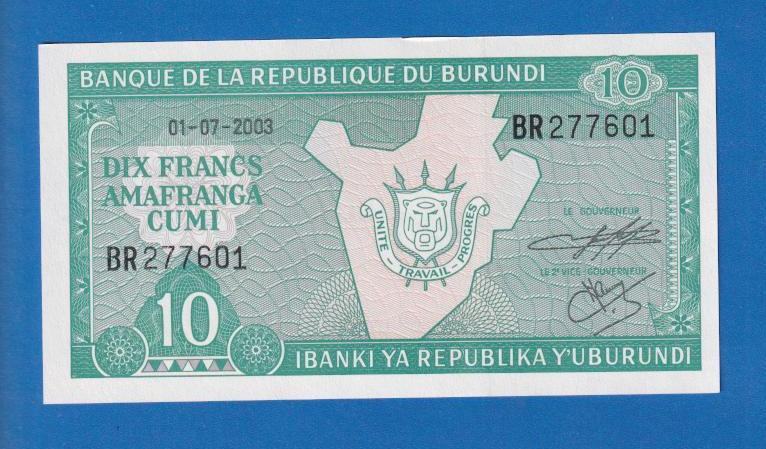 BANQUE DE LA REPUBLIQUE DU BURUNDI
10
01-07-2003
BR277601
DIX FRANCS
AMAFRANGA
CUMI
BR277601
UNITE - TRAVAIL - PROGRES
LE GOUVERNEUR
LE 2e VICE-GOUVERNEUR
10
IBANKI YA REPUBLIKA Y'UBURUNDI